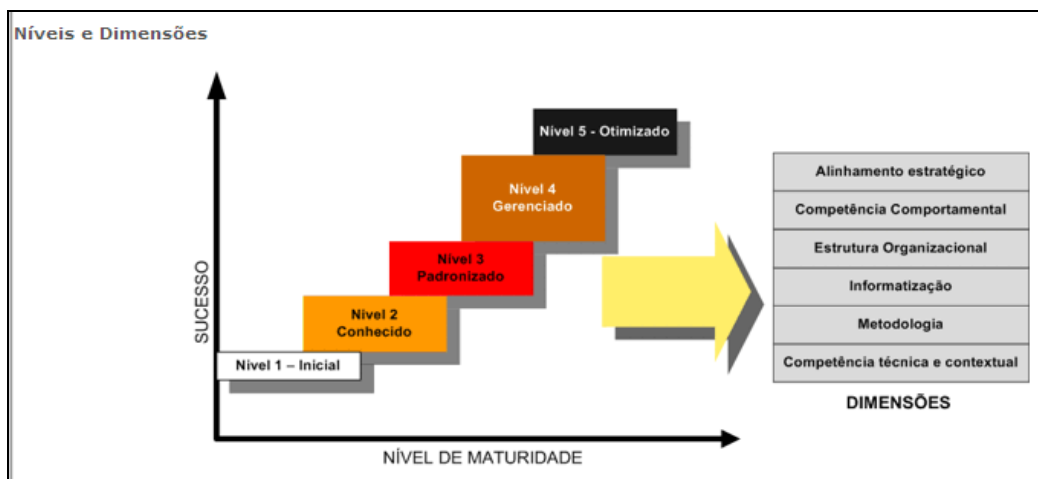 Níveis e Dimensões
SUCESSO
Nível 5 - Otimizado
Nível 4
Gerenciado
Nível 3
Padronizado
Nível 2
Conhecido
Nível 1 – Inicial
NÍVEL DE MATURIDADE
Alinhamento estratégico
Competência Comportamental
Estrutura Organizacional
Informatização
Metodologia
Competência técnica e contextual
DIMENSÕES